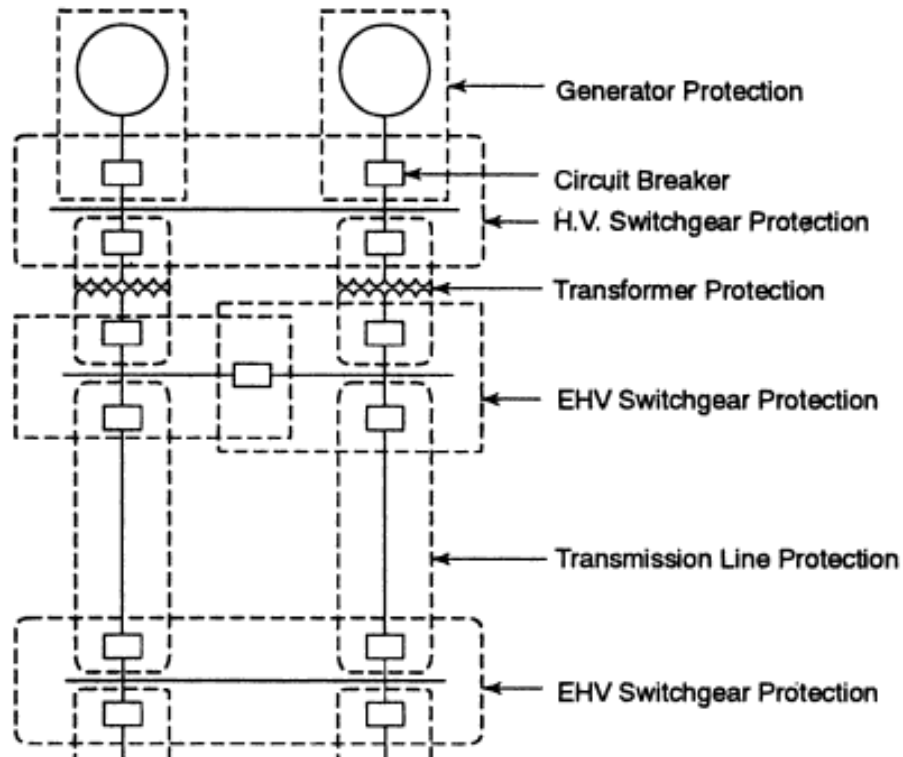 Generator Protection
Circuit Breaker
H.V. Switchgear Protection
Transformer Protection
EHV Switchgear Protection
Transmission Line Protection
EHV Switchgear Protection